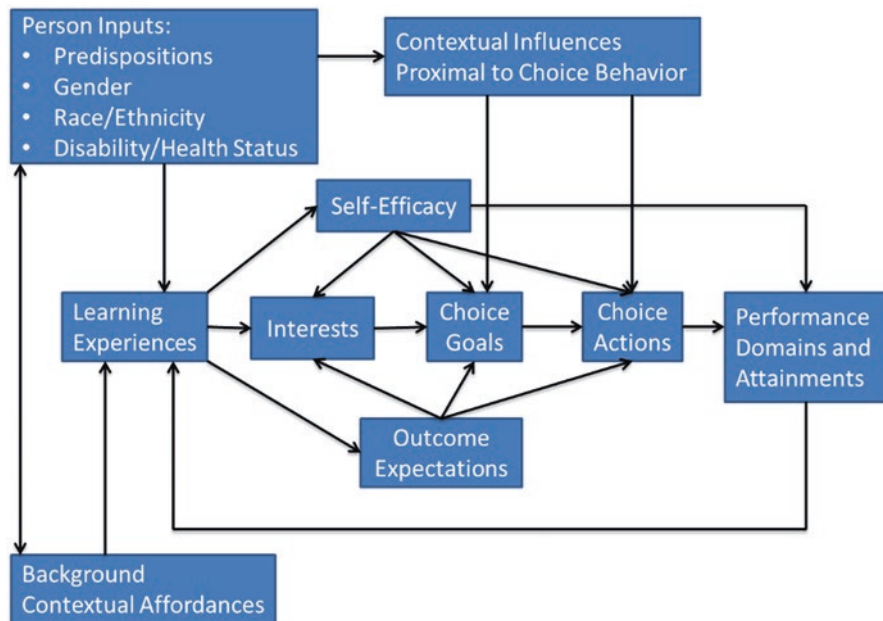 Person Inputs:
• Predispositions
• Gender
• Race/Ethnicity
• Disability/Health Status
Contextual Influences
Proximal to Choice Behavior
Self-Efficacy
Learning
Experiences
Interests
Choice
Goals
Choice
Actions
Performance
Domains and
Attainments
Outcome
Expectations
Background
Contextual Affordances